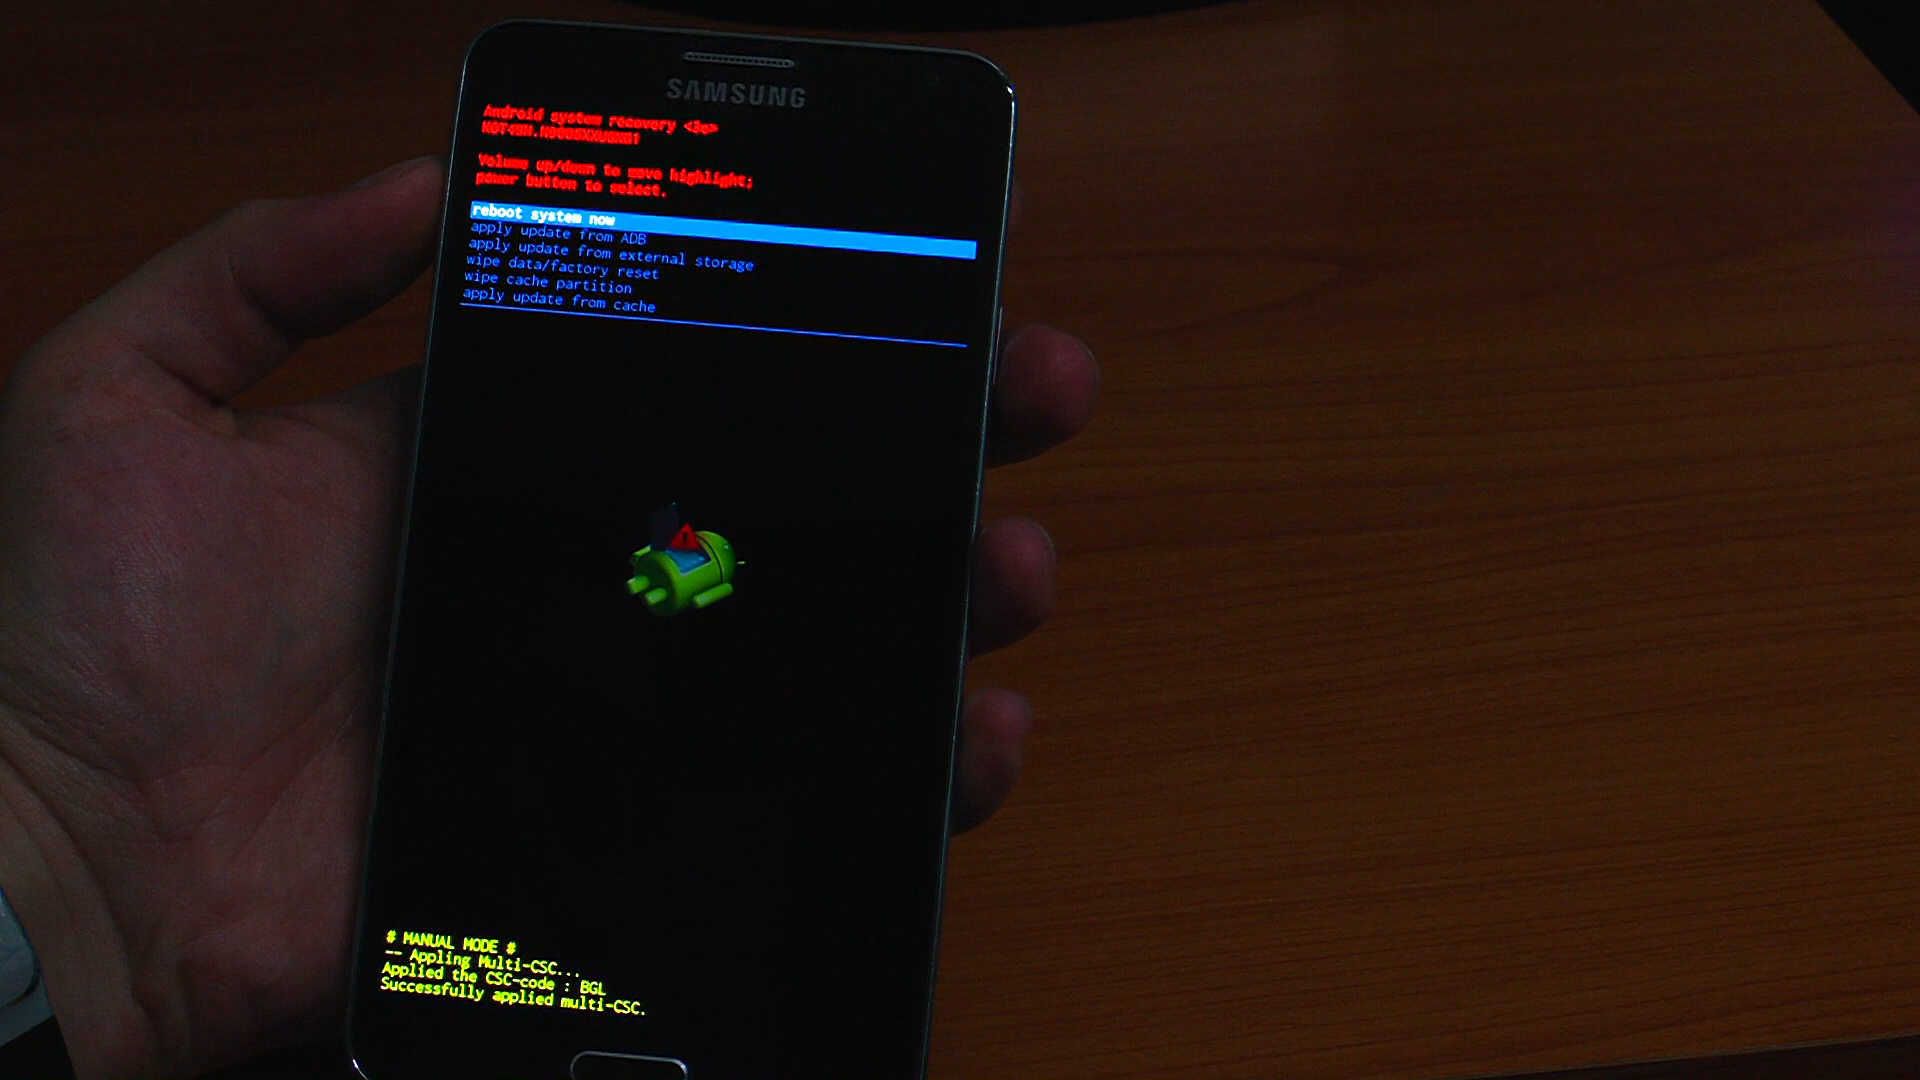 SAMSUNG
Android system recovery <3e>
KOT49H.N9005XXUGNG1
Volume up/down to move highlight;
power button to select.
reboot system now
apply update from ADB
apply update from external storage
wipe data/factory reset
wipe cache partition
apply update from cache
# MANUAL MODE #
-- Appling Multi-CSC...
Applied the CSC-code : BGL
Successfully applied multi-CSC.